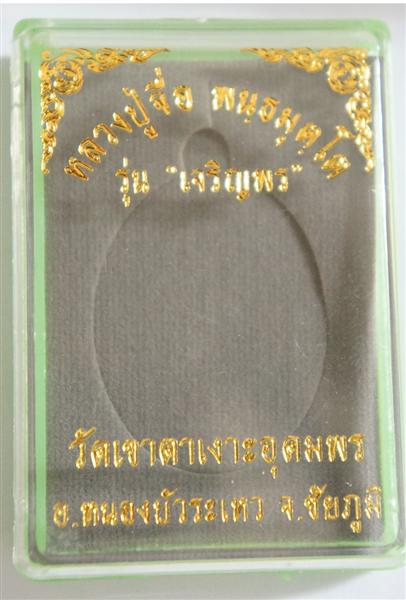 หลวงปู่จื่อ พนฺธมุตฺโต
รุ่น "เจริญพร"
วัดเขาตาเงาะอุดมพร
อ.หนองบัวระเหว จ.ชัยภูมิ